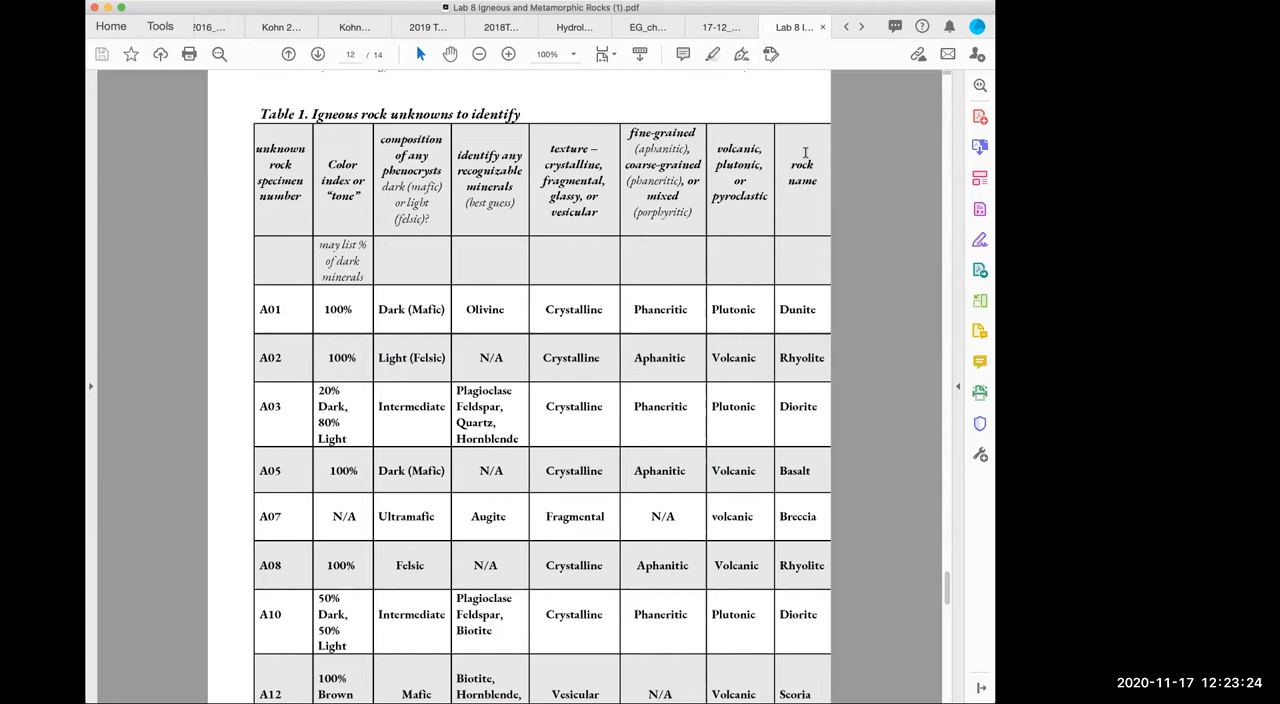 Lab 8 Igneous and Metamorphic Rocks (1).pdf
Home Tools 2016_... Kohn 2... Kohn... 2019 T... 2018T... Hydrol... EG_ch... 17-12_... Lab 8 I... ×
12 / 14 100%
Table 1. Igneous rock unknowns to identify
unknown rock specimen number
Color index or “tone”
composition of any phenocrysts dark (mafic) or light (felsic)?
identify any recognizable minerals (best guess)
texture – crystalline, fragmental, glassy, or vesicular
fine-grained (aphanitic), coarse-grained (phaneritic), or mixed (porphyritic)
volcanic, plutonic, or pyroclastic
rock name
may list % of dark minerals
A01 100% Dark (Mafic) Olivine Crystalline Phaneritic Plutonic Dunite
A02 100% Light (Felsic) N/A Crystalline Aphanitic Volcanic Rhyolite
A03 20% Dark, 80% Light Intermediate Plagioclase Feldspar, Quartz, Hornblende Crystalline Phaneritic Plutonic Diorite
A05 100% Dark (Mafic) N/A Crystalline Aphanitic Volcanic Basalt
A07 N/A Ultramafic Augite Fragmental N/A volcanic Breccia
A08 100% Felsic N/A Crystalline Aphanitic Volcanic Rhyolite
A10 50% Dark, 50% Light Intermediate Plagioclase Feldspar, Biotite Crystalline Phaneritic Plutonic Diorite
A12 100% Brown Mafic Biotite, Hornblende, Vesicular N/A Volcanic Scoria
2020-11-17 12:23:24